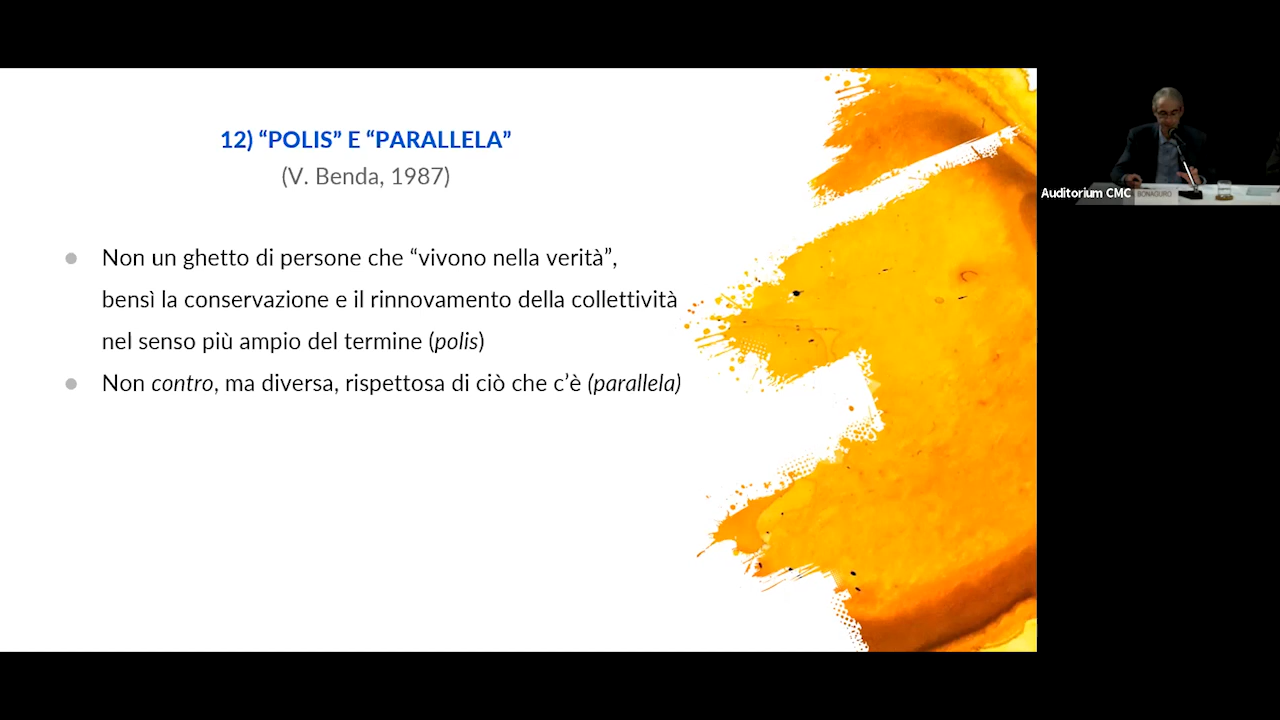 12) “POLIS” E “PARALLELA”
(V. Benda, 1987)
Non un ghetto di persone che “vivono nella verità”,
bensì la conservazione e il rinnovamento della collettività
nel senso più ampio del termine (polis)
Non contro, ma diversa, rispettosa di ciò che c’è (parallela)
Auditorium CMC
BONAGURO